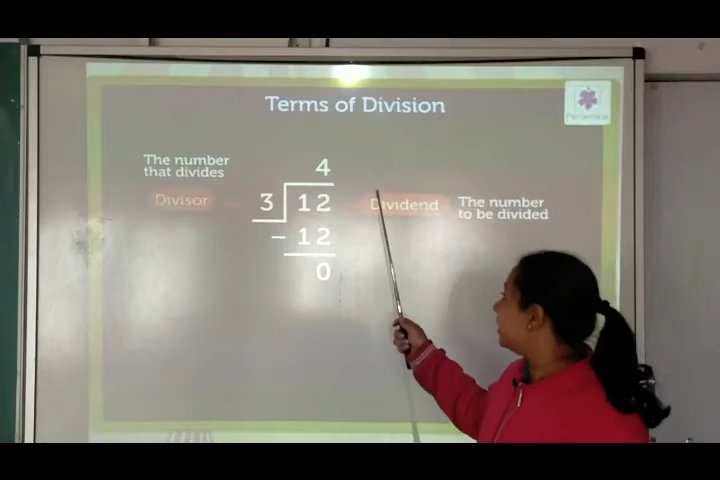 Terms of Division
The number
that divides
Divisor
4
3 12
- 12
0
Dividend
The number
to be divided